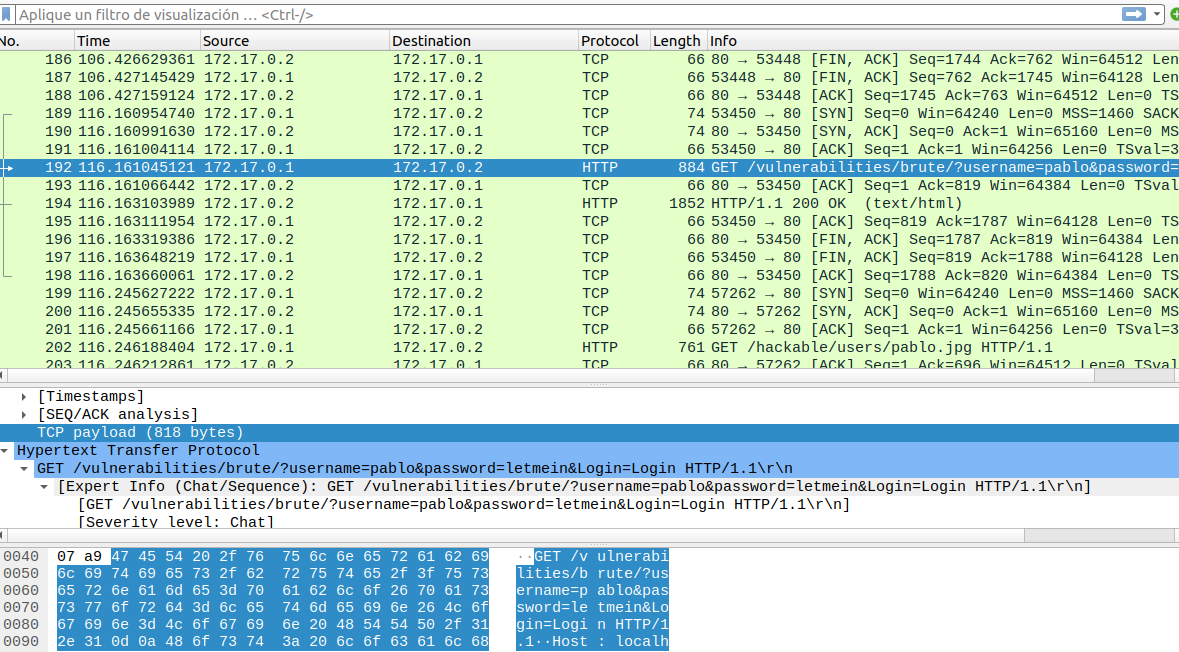 Aplique un filtro de visualización … <Ctrl-/>
No. Time Source Destination Protocol Length Info
186 106.426629361 172.17.0.2 172.17.0.1 TCP 66 80 → 53448 [FIN, ACK] Seq=1744 Ack=762 Win=64512 Len
187 106.427145429 172.17.0.1 172.17.0.2 TCP 66 53448 → 80 [FIN, ACK] Seq=762 Ack=1745 Win=64128 Len
188 106.427159124 172.17.0.2 172.17.0.1 TCP 66 80 → 53448 [ACK] Seq=1745 Ack=763 Win=64512 Len=0 TS
189 116.160954740 172.17.0.1 172.17.0.2 TCP 74 53450 → 80 [SYN] Seq=0 Win=64240 Len=0 MSS=1460 SACK
190 116.160991630 172.17.0.2 172.17.0.1 TCP 74 80 → 53450 [SYN, ACK] Seq=0 Ack=1 Win=65160 Len=0 MS
191 116.161004114 172.17.0.1 172.17.0.2 TCP 66 53450 → 80 [ACK] Seq=1 Ack=1 Win=64256 Len=0 TSval=3
192 116.161045121 172.17.0.1 172.17.0.2 HTTP 884 GET /vulnerabilities/brute/?username=pablo&password=
193 116.161066442 172.17.0.2 172.17.0.1 TCP 66 80 → 53450 [ACK] Seq=1 Ack=819 Win=64384 Len=0 TSval
194 116.163103989 172.17.0.2 172.17.0.1 HTTP 1852 HTTP/1.1 200 OK (text/html)
195 116.163111954 172.17.0.1 172.17.0.2 TCP 66 53450 → 80 [ACK] Seq=819 Ack=1787 Win=64128 Len=0 TS
196 116.163319386 172.17.0.2 172.17.0.1 TCP 66 80 → 53450 [FIN, ACK] Seq=1787 Ack=819 Win=64384 Len
197 116.163648219 172.17.0.1 172.17.0.2 TCP 66 53450 → 80 [FIN, ACK] Seq=819 Ack=1788 Win=64128 Len
198 116.163660061 172.17.0.2 172.17.0.1 TCP 66 80 → 53450 [ACK] Seq=1788 Ack=820 Win=64384 Len=0 TS
199 116.245627222 172.17.0.1 172.17.0.2 TCP 74 57262 → 80 [SYN] Seq=0 Win=64240 Len=0 MSS=1460 SACK
200 116.245655335 172.17.0.2 172.17.0.1 TCP 74 80 → 57262 [SYN, ACK] Seq=0 Ack=1 Win=65160 Len=0 MS
201 116.245661166 172.17.0.1 172.17.0.2 TCP 66 57262 → 80 [ACK] Seq=1 Ack=1 Win=64256 Len=0 TSval=3
202 116.246188404 172.17.0.1 172.17.0.2 HTTP 761 GET /hackable/users/pablo.jpg HTTP/1.1
203 116.246212861 172.17.0.2 172.17.0.1 TCP 66 80 → 57262 [ACK] Seq=1 Ack=696 Win=64512 Len=0 TSval
[Timestamps]
[SEQ/ACK analysis]
TCP payload (818 bytes)
Hypertext Transfer Protocol
GET /vulnerabilities/brute/?username=pablo&password=letmein&Login=Login HTTP/1.1\r\n
[Expert Info (Chat/Sequence): GET /vulnerabilities/brute/?username=pablo&password=letmein&Login=Login HTTP/1.1\r\n]
[GET /vulnerabilities/brute/?username=pablo&password=letmein&Login=Login HTTP/1.1\r\n]
[Severity level: Chat]
0040 07 a9 47 45 54 20 2f 76 75 6c 6e 65 72 61 62 69 ··GET /v ulnerabi
0050 6c 69 74 69 65 73 2f 62 72 75 74 65 2f 3f 75 73 lities/b rute/?us
0060 65 72 6e 61 6d 65 3d 70 61 62 6c 6f 26 70 61 73 ername=p ablo&pas
0070 73 77 6f 72 64 3d 6c 65 74 6d 65 69 6e 26 4c 6f sword=le tmein&Lo
0080 67 69 6e 3d 4c 6f 67 69 6e 20 48 54 54 50 2f 31 gin=Logi n HTTP/1
0090 2e 31 0d 0a 48 6f 73 74 3a 20 6c 6f 63 61 6c 68 .1··Host : localh